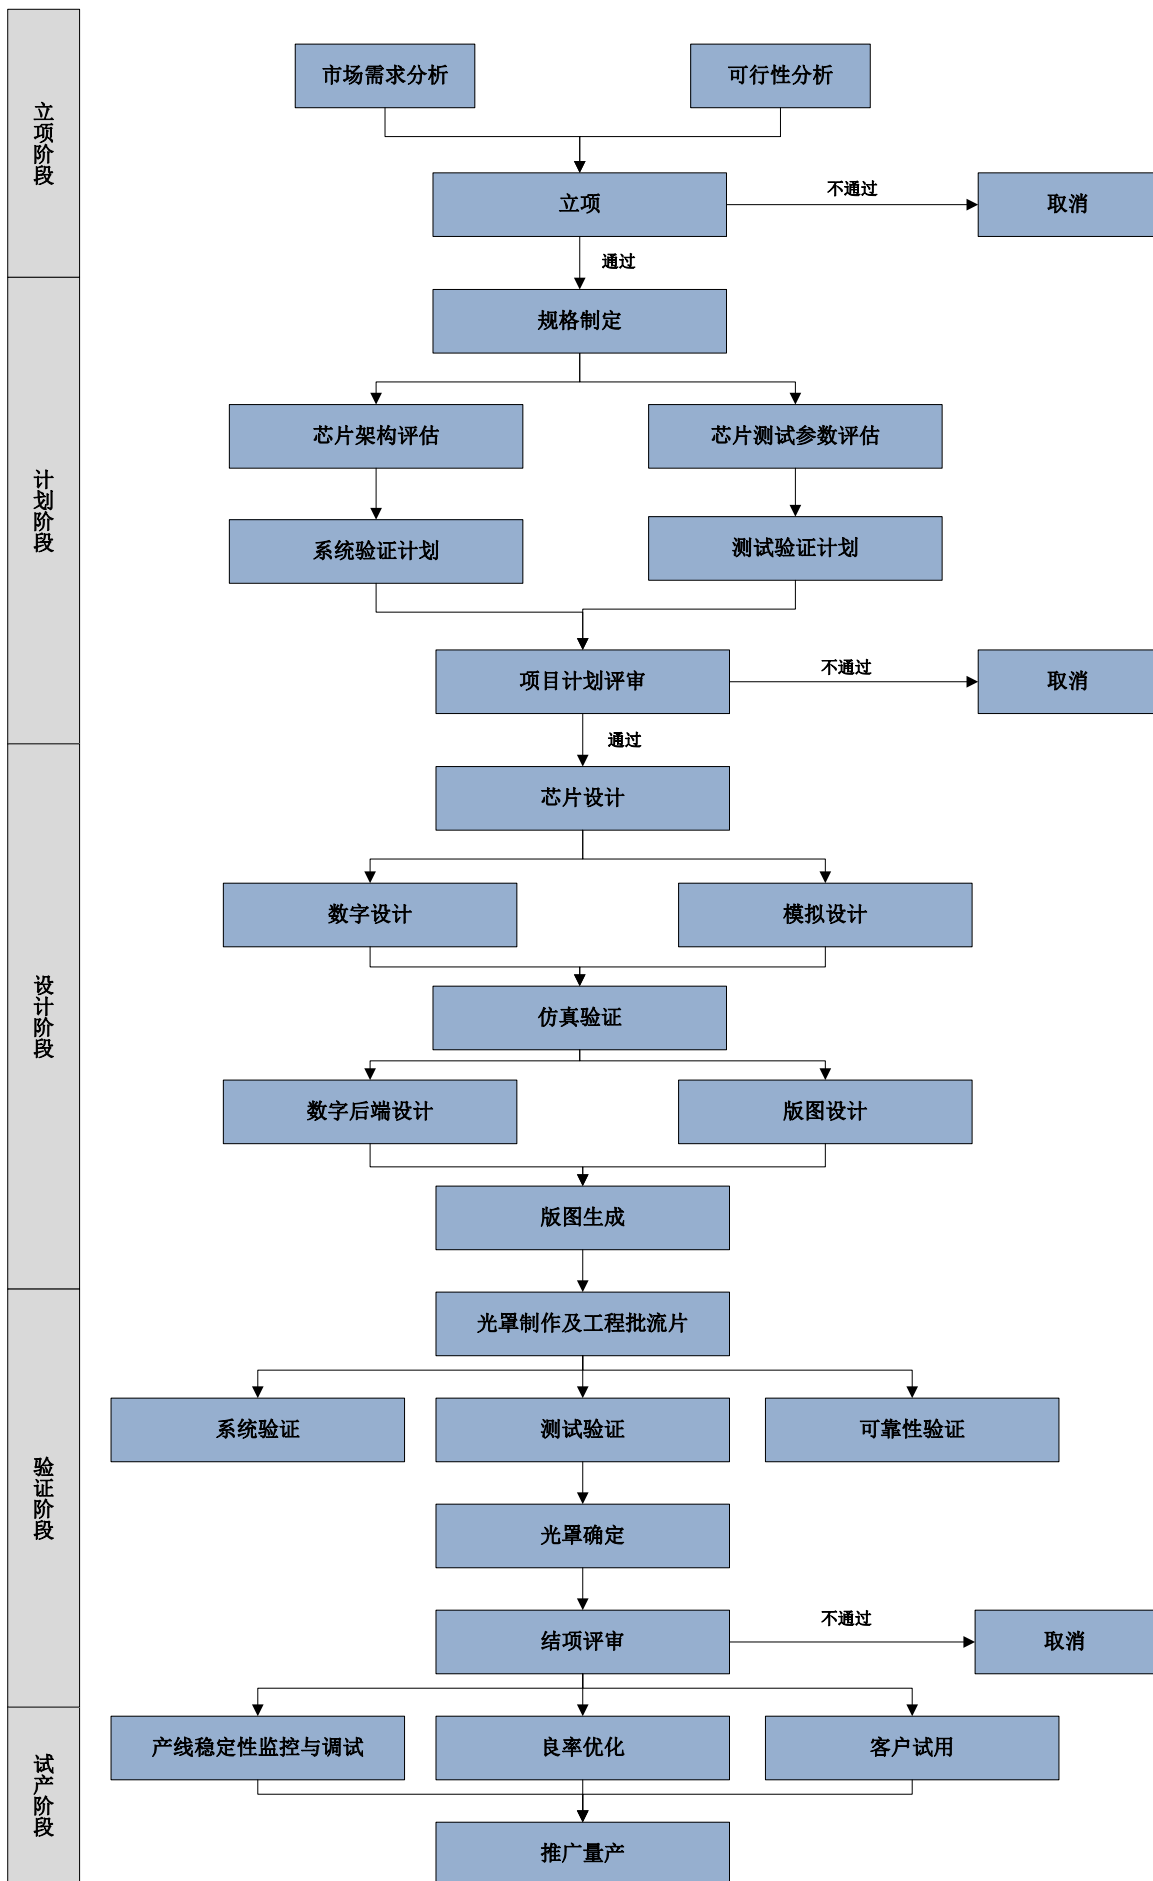 立项阶段
市场需求分析
可行性分析
立项
不通过
取消
通过
计划阶段
规格制定
芯片架构评估
芯片测试参数评估
系统验证计划
测试验证计划
项目计划评审
不通过
取消
通过
设计阶段
芯片设计
数字设计
模拟设计
仿真验证
数字后端设计
版图设计
版图生成
验证阶段
光罩制作及工程批流片
系统验证
测试验证
可靠性验证
光罩确定
结项评审
不通过
取消
试产阶段
产线稳定性监控与调试
良率优化
客户试用
推广量产